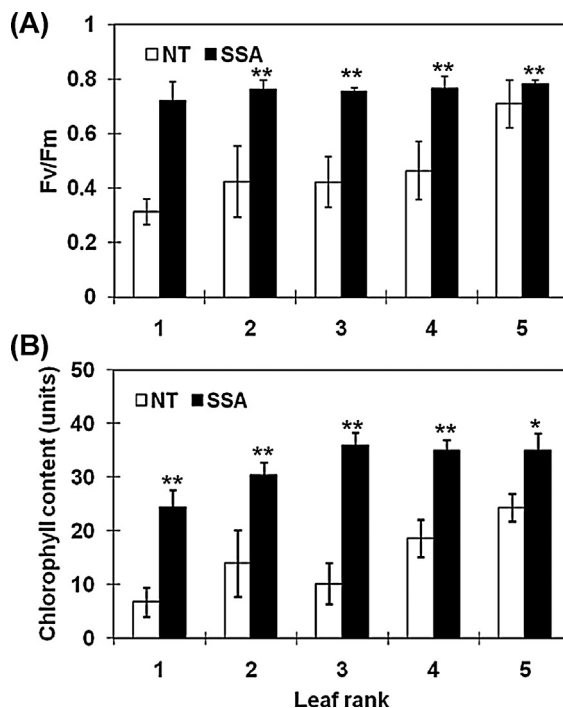 (A)
1
NT SSA
** ** ** **
0.8
0.6
0.4
0.2
0
Fv/Fm
1 2 3 4 5
(B)
50
NT SSA
40
** ** ** ** *
30
20
10
0
Chlorophyll content (units)
1 2 3 4 5
Leaf rank